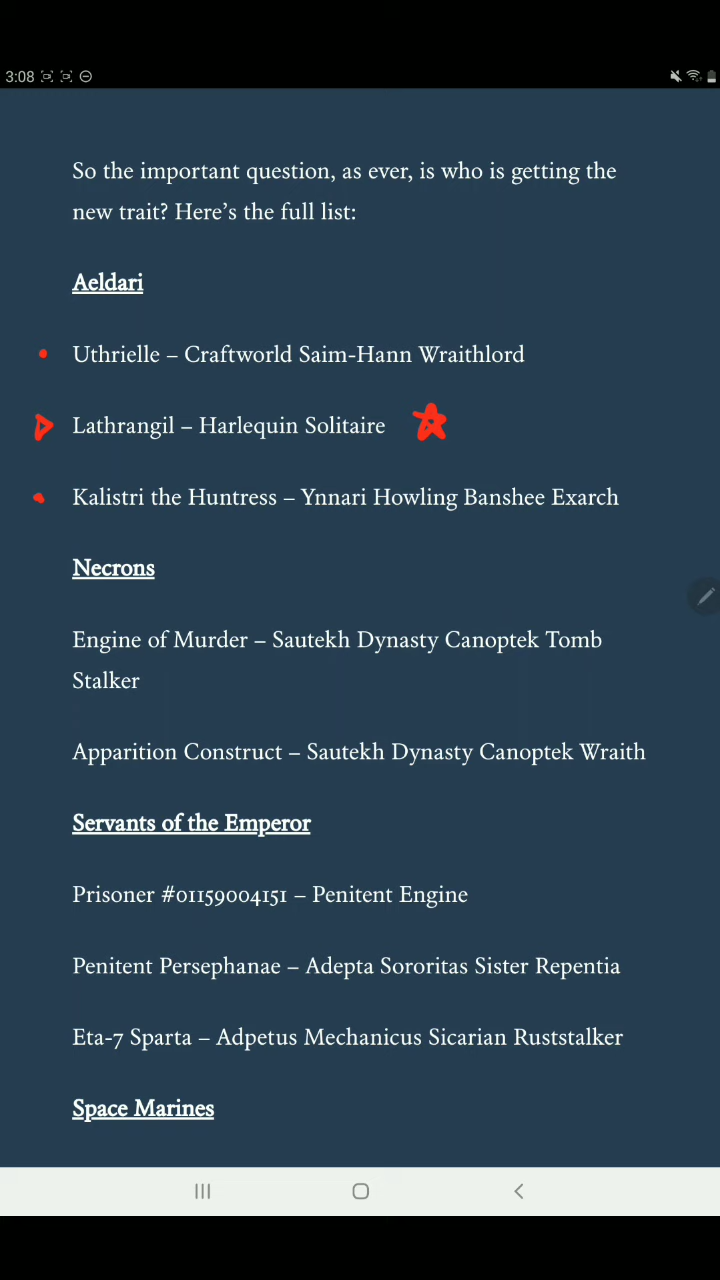 3:08
So the important question, as ever, is who is getting the
new trait? Here’s the full list:
Aeldari
Uthrielle – Craftworld Saim-Hann Wraithlord
Lathrangil – Harlequin Solitaire
Kalistri the Huntress – Ynnari Howling Banshee Exarch
Necrons
Engine of Murder – Sautekh Dynasty Canoptek Tomb
Stalker
Apparition Construct – Sautekh Dynasty Canoptek Wraith
Servants of the Emperor
Prisoner #01159004151 – Penitent Engine
Penitent Persephanae – Adepta Sororitas Sister Repentia
Eta-7 Sparta – Adpetus Mechanicus Sicarian Ruststalker
Space Marines